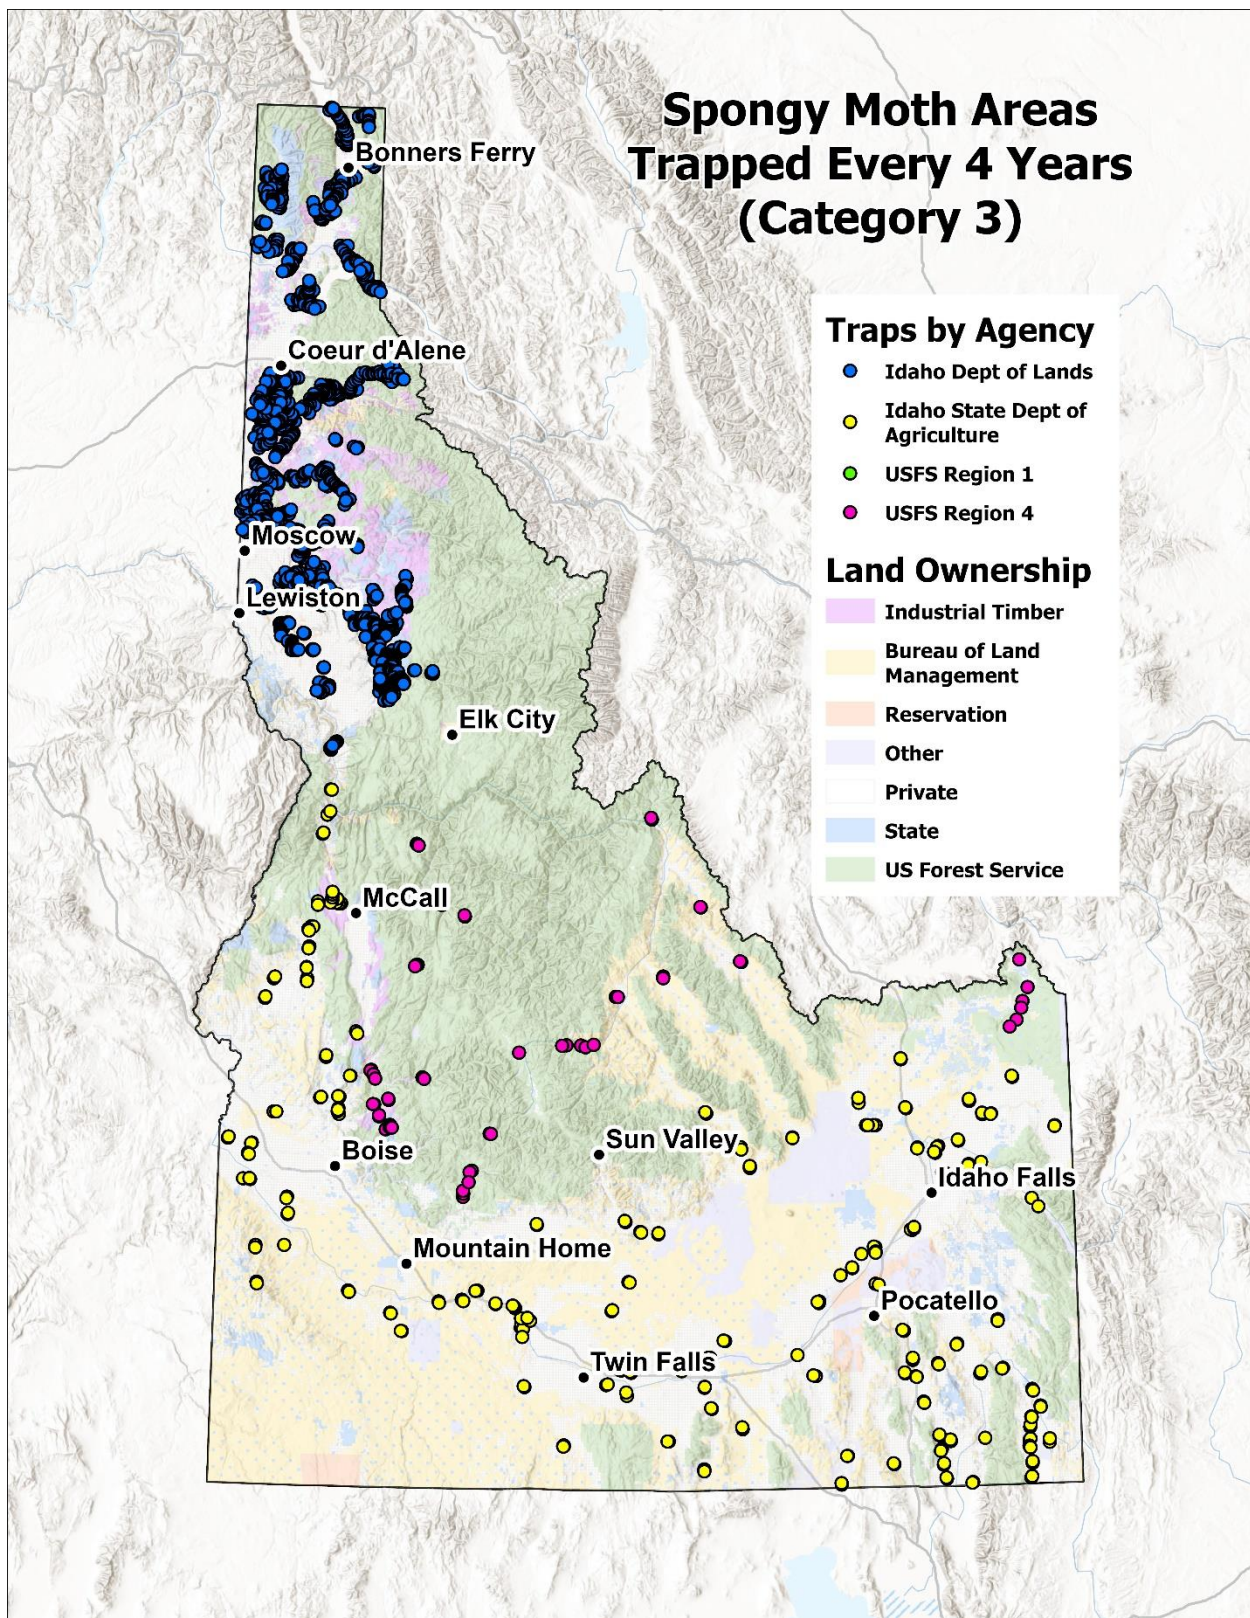 Spongy Moth Areas
Trapped Every 4 Years
(Category 3)
Bonners Ferry
Coeur d'Alene
Moscow
Lewiston
Elk City
McCall
Boise
Sun Valley
Idaho Falls
Mountain Home
Pocatello
Twin Falls
Traps by Agency
Idaho Dept of Lands
Idaho State Dept of
Agriculture
USFS Region 1
USFS Region 4
Land Ownership
Industrial Timber
Bureau of Land
Management
Reservation
Other
Private
State
US Forest Service